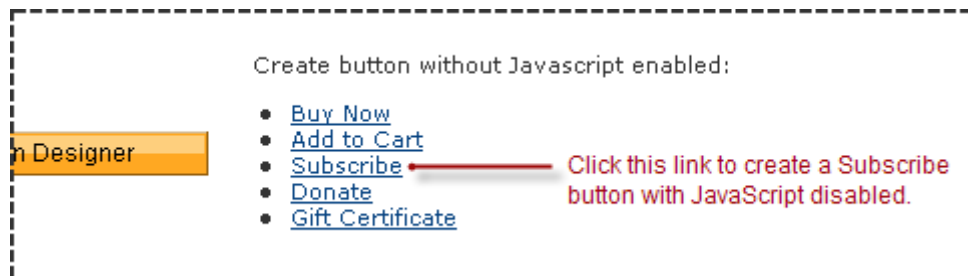 Create button without Javascript enabled:
Buy Now
Add to Cart
n Designer
Subscribe
Click this link to create a Subscribe
button with JavaScript disabled.
Donate
Gift Certificate